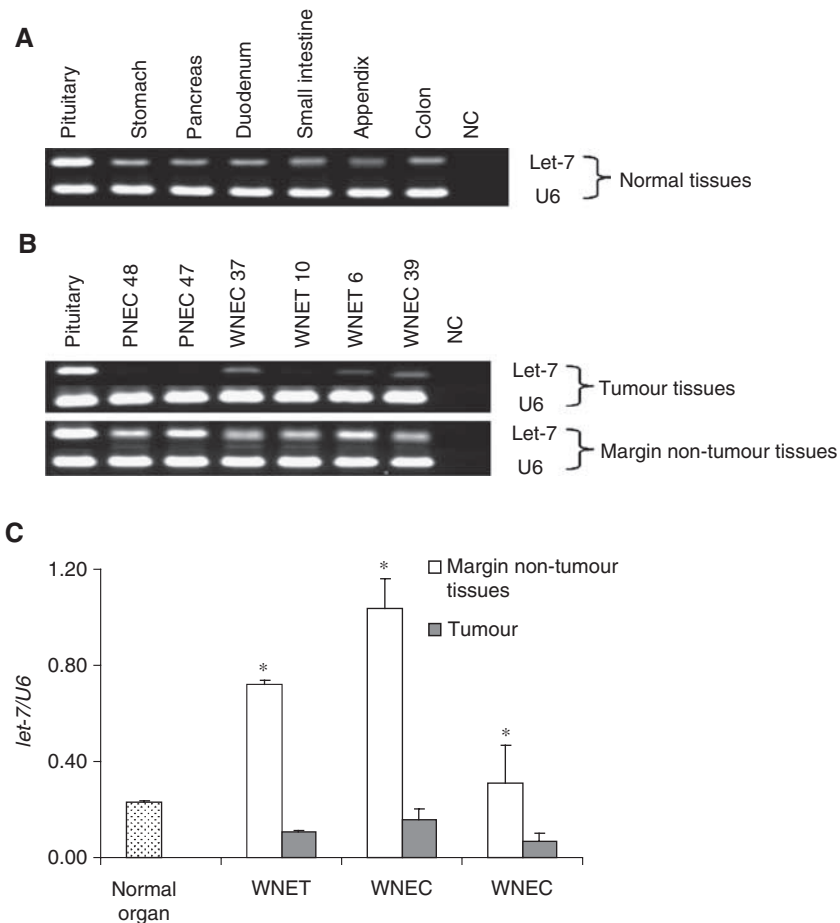 A
Pituitary
Stomach
Pancreas
Duodenum
Small intestine
Appendix
Colon
NC
Let-7
U6
Normal tissues
B
Pituitary
PNEC 48
PNEC 47
WNEC 37
WNET 10
WNET 6
WNEC 39
NC
Let-7
U6
Tumour tissues
Let-7
U6
Margin non-tumour tissues
C
let-7/U6
1.20
0.80
0.40
0.00
*
*
*
Margin non-tumour
tissues
Tumour
Normal
organ
WNET
WNEC
WNEC